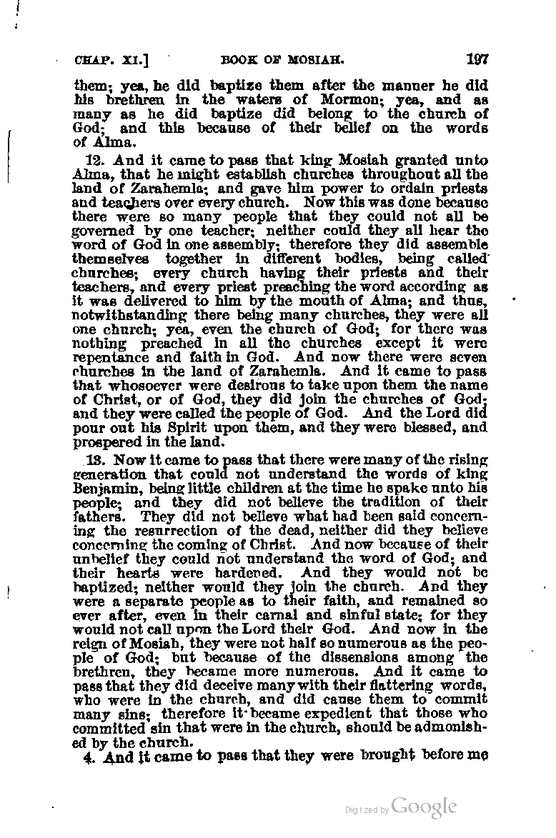 CHAP. XI.] BOOK OF MOSIAH. 197
them; yea, he did baptize them after the manner he did
his brethren in the waters of Mormon; yea, and as
many as he did baptize did belong to the church of
God; and this because of their belief on the words
of Alma.
12. And it came to pass that king Mosiah granted unto
Alma, that he might establish churches throughout all the
land of Zarahemla; and gave him power to ordain priests
and teachers over every church. Now this was done because
there were so many people that they could not all be
governed by one teacher; neither could they all hear the
word of God in one assembly; therefore they did assemble
themselves together in different bodies, being called
churches; every church having their priests and their
teachers, and every priest preaching the word according as
it was delivered to him by the mouth of Alma; and thus,
notwithstanding there being many churches, they were all
one church; yea, even the church of God; for there was
nothing preached in all the churches except it were
repentance and faith in God. And now there were seven
churches in the land of Zarahemla. And it came to pass
that whosoever were desirous to take upon them the name
of Christ, or of God, they did join the churches of God;
and they were called the people of God. And the Lord did
pour out his Spirit upon them, and they were blessed, and
prospered in the land.
13. Now it came to pass that there were many of the rising
generation that could not understand the words of king
Benjamin, being little children at the time he spake unto his
people; and they did not believe the tradition of their
fathers. They did not believe what had been said concern-
ing the resurrection of the dead, neither did they believe
concerning the coming of Christ. And now because of their
unbelief they could not understand the word of God; and
their hearts were hardened. And they would not be
baptized; neither would they join the church. And they
were a separate people as to their faith, and remained so
ever after, even in their carnal and sinful state; for they
would not call upon the Lord their God. And now in the
reign of Mosiah, they were not half so numerous as the peo-
ple of God; but because of the dissensions among the
brethren, they became more numerous. And it came to
pass that they did deceive many with their flattering words,
who were in the church, and did cause them to commit
many sins; therefore it became expedient that those who
committed sin that were in the church, should be admonish-
ed by the church.
4. And it came to pass that they were brought before me
Digitized by Google